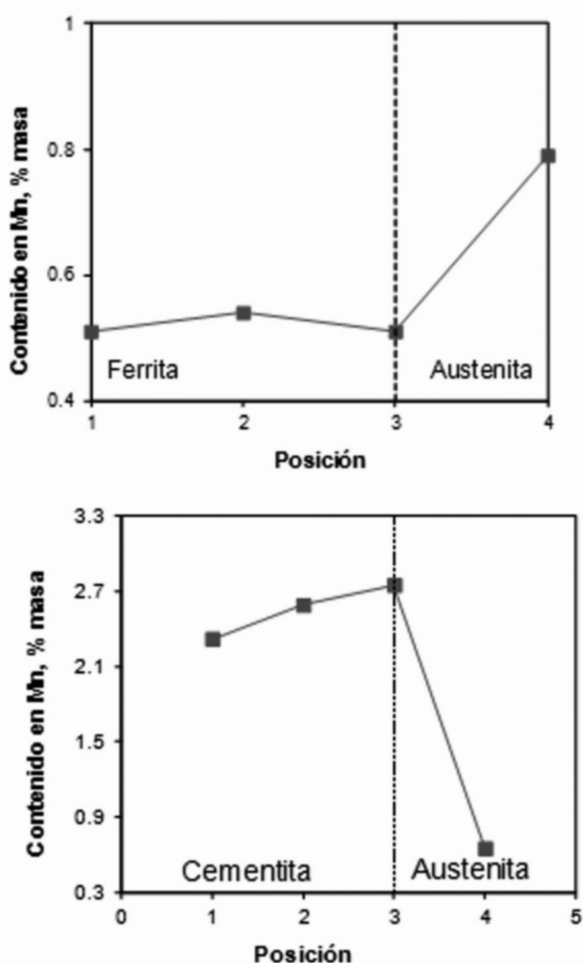 1
0.8
0.6
0.4
Contenido en Mn, % masa
Ferrita
Austenita
1 2 3 4
Posición
3.3
2.7
2.1
1.5
0.9
0.3
Contenido en Mn, % masa
Cementita
Austenita
0 1 2 3 4 5
Posición